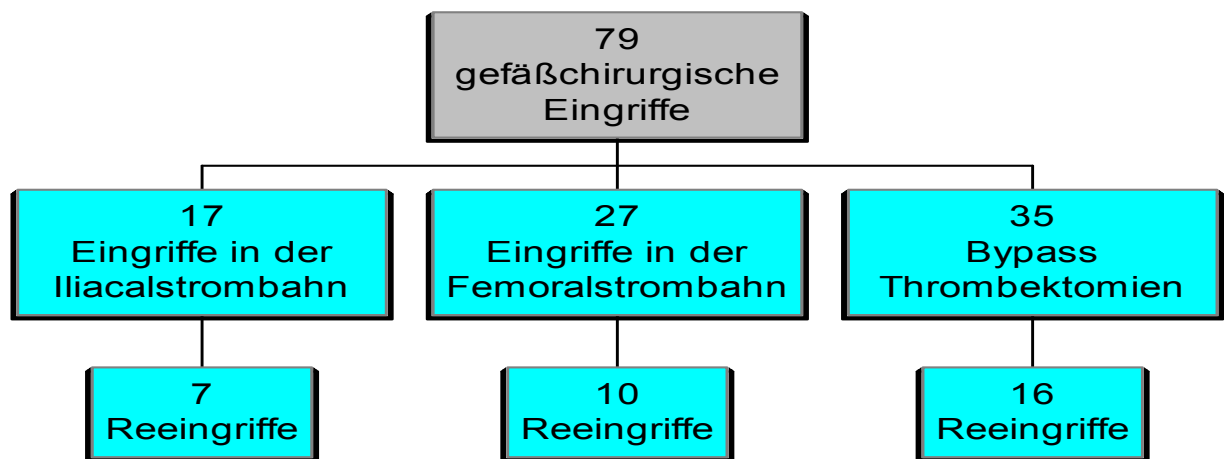 79
gefäßchirurgische
Eingriffe
17
Eingriffe in der
Iliacalstrombahn
27
Eingriffe in der
Femoralstrombahn
35
Bypass
Thrombektomien
7
Reeingriffe
10
Reeingriffe
16
Reeingriffe